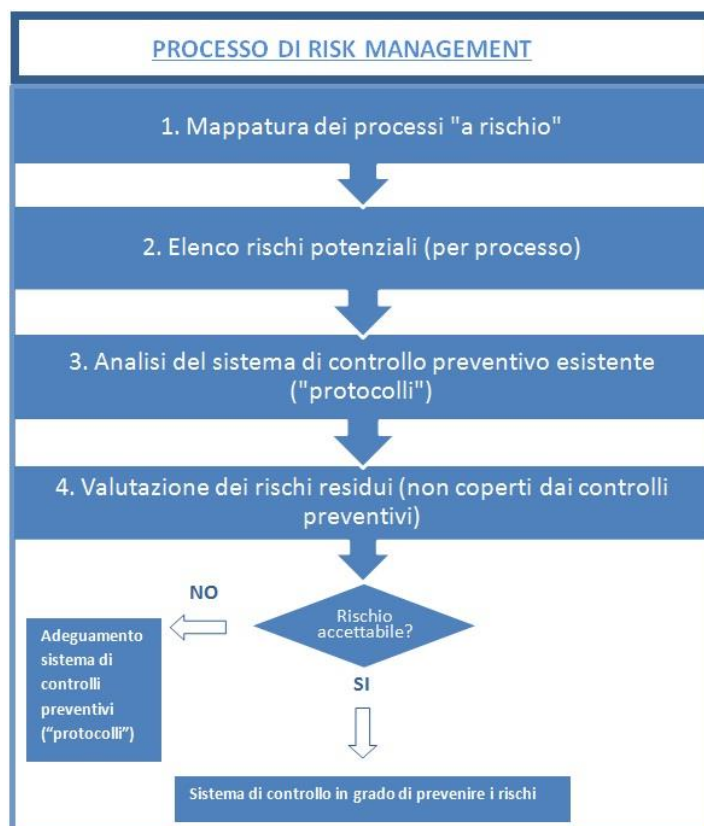 PROCESSO DI RISK MANAGEMENT
1. Mappatura dei processi "a rischio"
2. Elenco rischi potenziali (per processo)
3. Analisi del sistema di controllo preventivo esistente
("protocolli")
4. Valutazione dei rischi residui (non coperti dai controlli
preventivi)
Rischio
accettabile?
NO
Adeguamento
sistema di
controlli
preventivi
(“protocolli”)
SI
Sistema di controllo in grado di prevenire i rischi